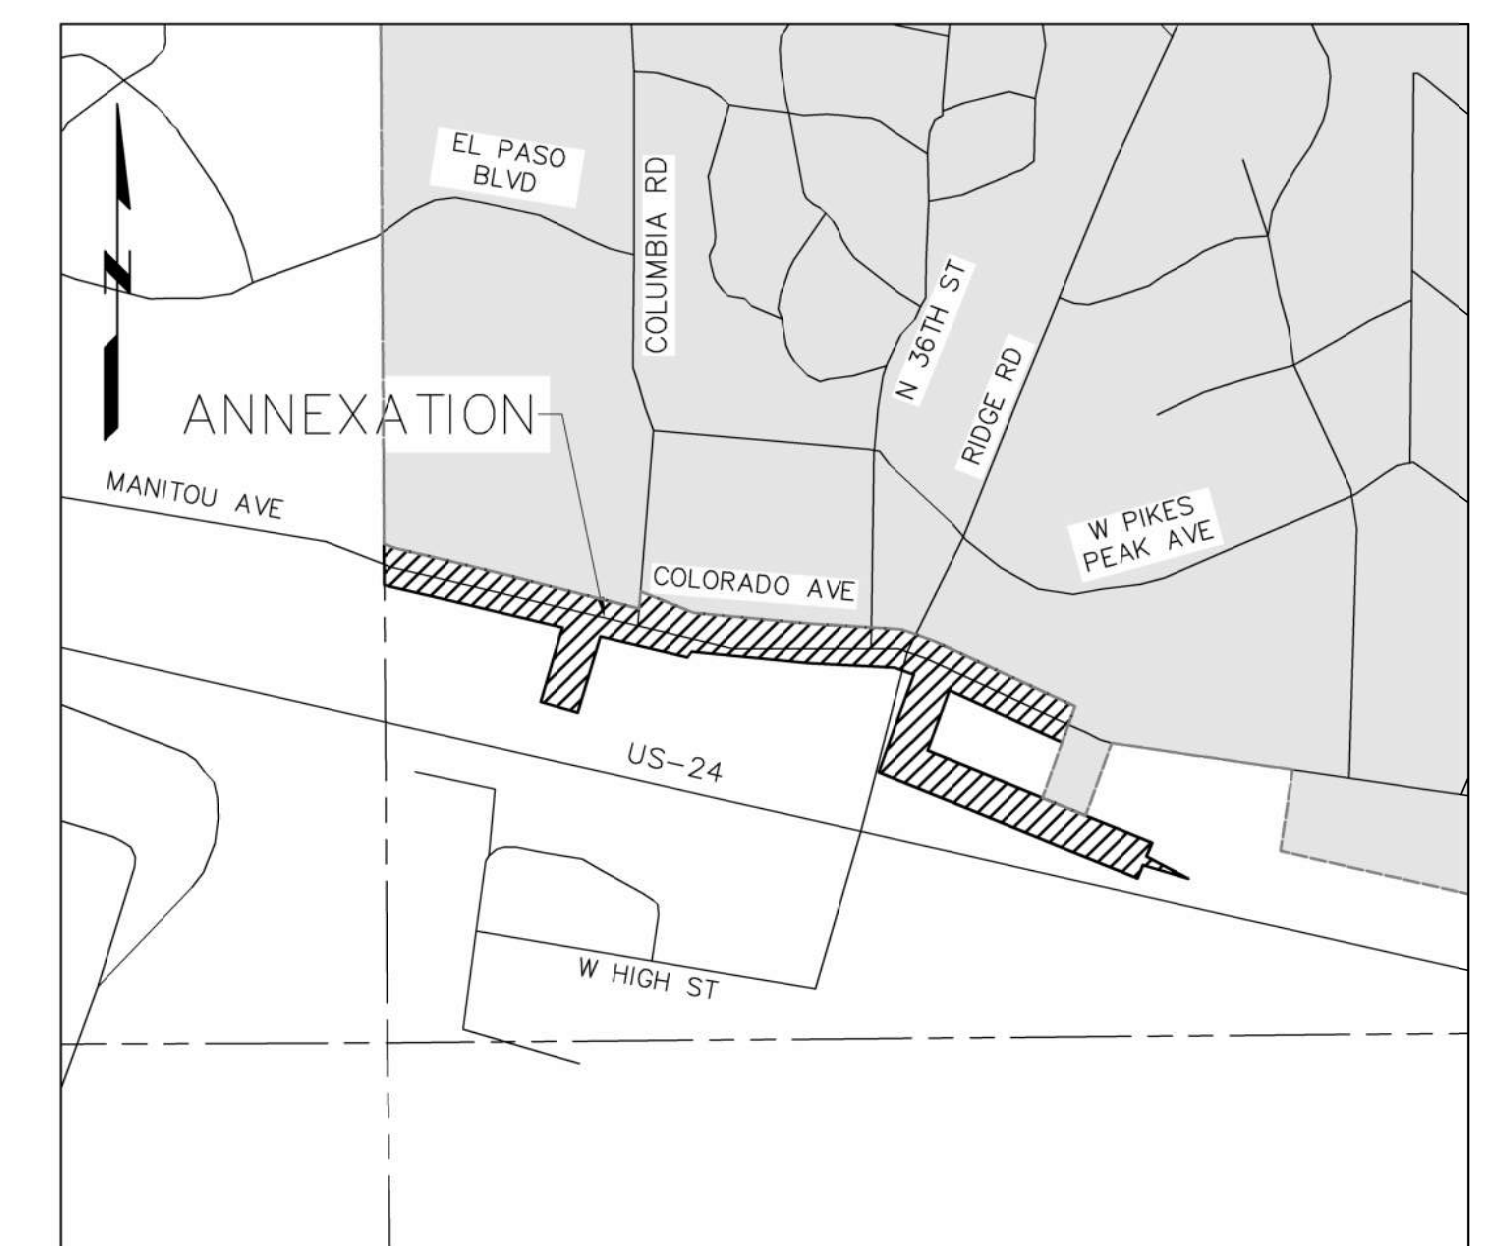 EL PASO
BLVD
COLUMBIA RD
N 36TH ST
RIDGE RD
ANNEXATION
MANITOU AVE
W PIKES
PEAK AVE
COLORADO AVE
US-24
W HIGH ST
N